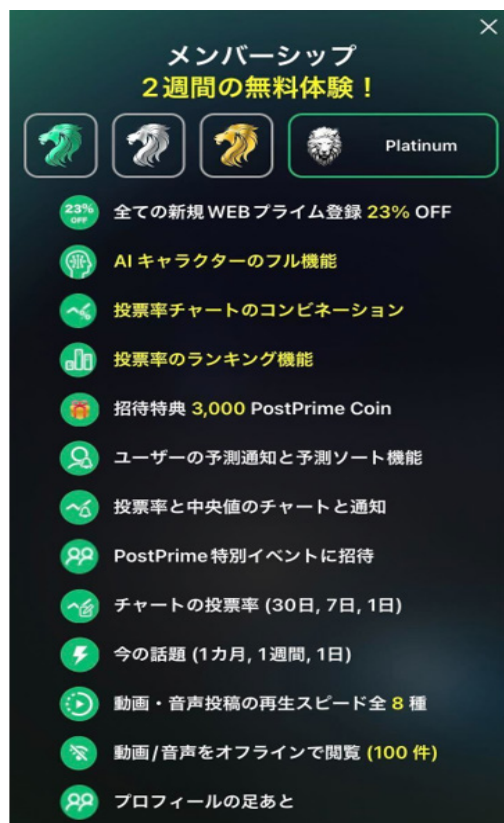 メンバーシップ
2週間の無料体験！
Platinum
23%
OFF
全ての新規WEBプライム登録 23% OFF
AIキャラクターのフル機能
投票率チャートのコンビネーション
投票率のランキング機能
招待特典 3,000 PostPrime Coin
ユーザーの予測通知と予測ソート機能
投票率と中央値のチャートと通知
PostPrime特別イベントに招待
チャートの投票率 (30日, 7日, 1日)
今の話題 (1カ月, 1週間, 1日)
動画・音声投稿の再生スピード全 8 種
動画/音声をオフラインで閲覧 (100 件)
プロフィールの足あと